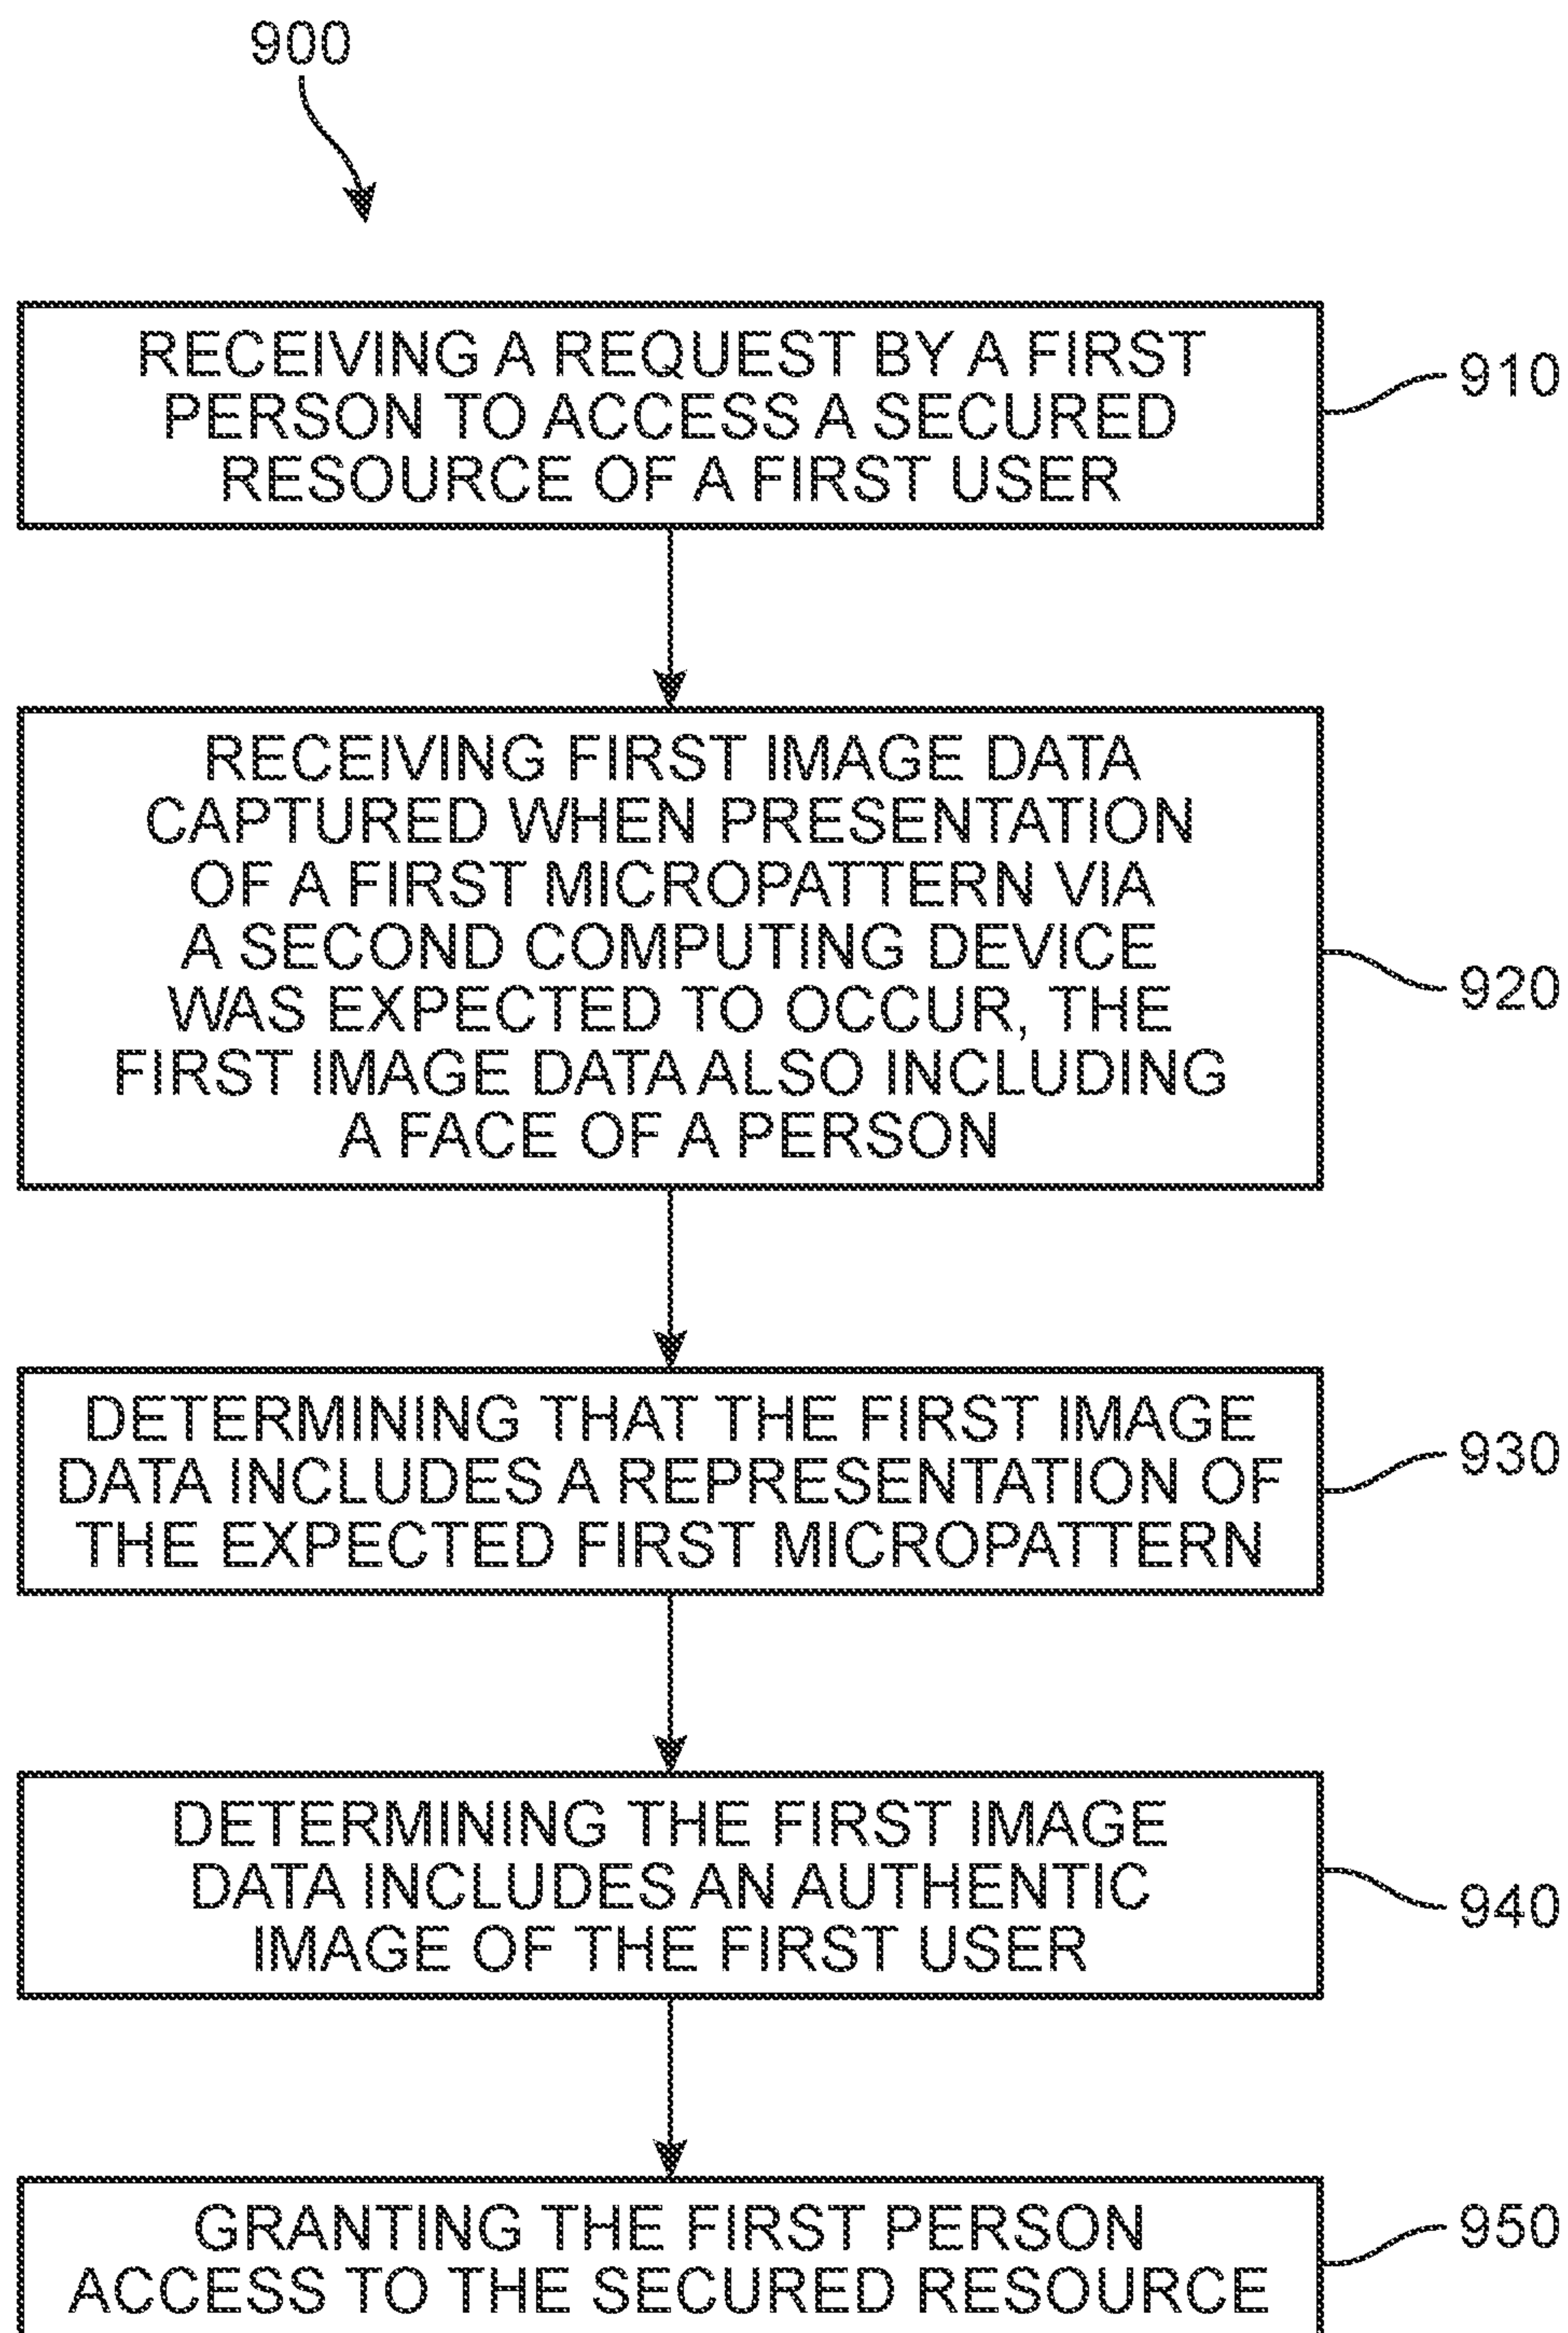 900
RECEIVING A REQUEST BY A FIRST
PERSON TO ACCESS A SECURED
RESOURCE OF A FIRST USER
910
RECEIVING FIRST IMAGE DATA
CAPTURED WHEN PRESENTATION
OF A FIRST MICROPATTERN VIA
A SECOND COMPUTING DEVICE
WAS EXPECTED TO OCCUR, THE
FIRST IMAGE DATA ALSO INCLUDING
A FACE OF A PERSON
920
DETERMINING THAT THE FIRST IMAGE
DATA INCLUDES A REPRESENTATION OF
THE EXPECTED FIRST MICROPATTERN
930
DETERMINING THE FIRST IMAGE
DATA INCLUDES AN AUTHENTIC
IMAGE OF THE FIRST USER
940
GRANTING THE FIRST PERSON
ACCESS TO THE SECURED RESOURCE
950